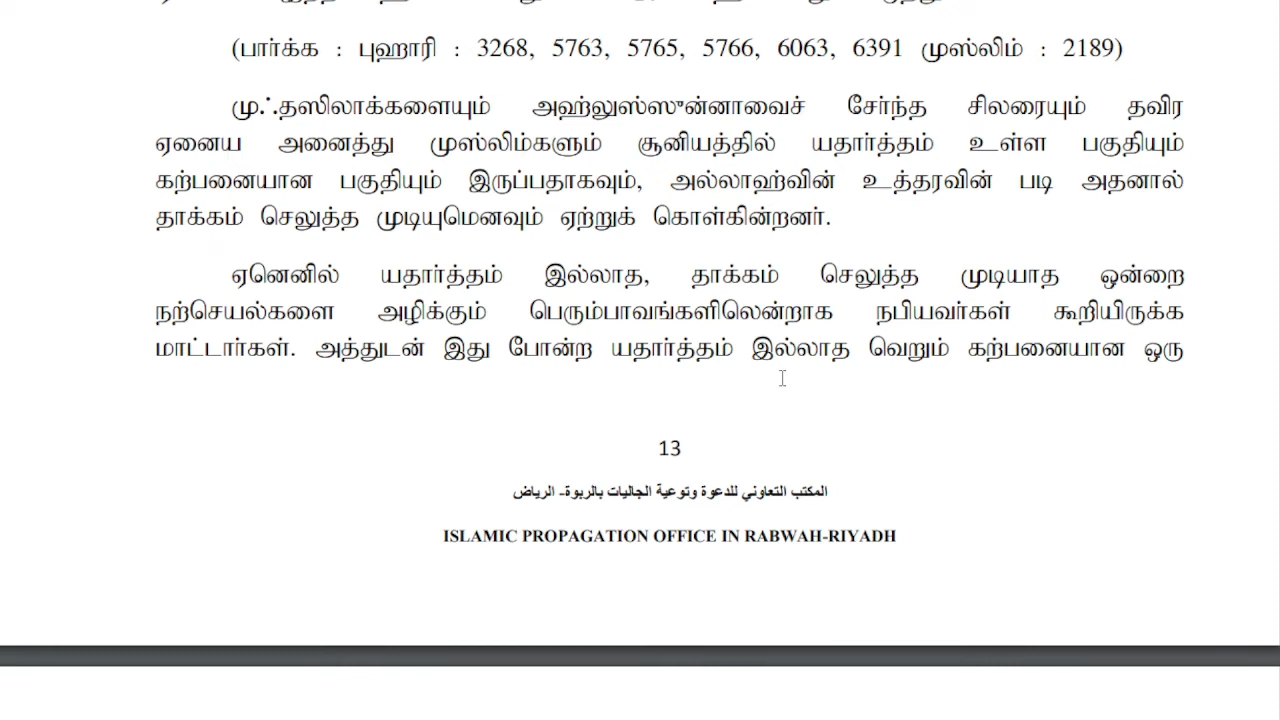 (பார்க்க : புஹாரி : 3268, 5763, 5765, 5766, 6063, 6391 முஸ்லிம் : 2189)
முஃதஸிலாக்களையும் அஹ்லுஸ்ஸுன்னாவைச் சேர்ந்த சிலரையும் தவிர
ஏனைய அனைத்து முஸ்லிம்களும் சூனியத்தில் யதார்த்தம் உள்ள பகுதியும்
கற்பனையான பகுதியும் இருப்பதாகவும், அல்லாஹ்வின் உத்தரவின் படி அதனால்
தாக்கம் செலுத்த முடியுமெனவும் ஏற்றுக் கொள்கின்றனர்.
ஏனெனில் யதார்த்தம் இல்லாத, தாக்கம் செலுத்த முடியாத ஒன்றை
நற்செயல்களை அழிக்கும் பெரும்பாவங்களிலென்றாக நபியவர்கள் கூறியிருக்க
மாட்டார்கள். அத்துடன் இது போன்ற யதார்த்தம் இல்லாத வெறும் கற்பனையான ஒரு
13
المكتب التعاوني للدعوة وتوعية الجاليات بالربوة- الرياض
ISLAMIC PROPAGATION OFFICE IN RABWAH-RIYADH